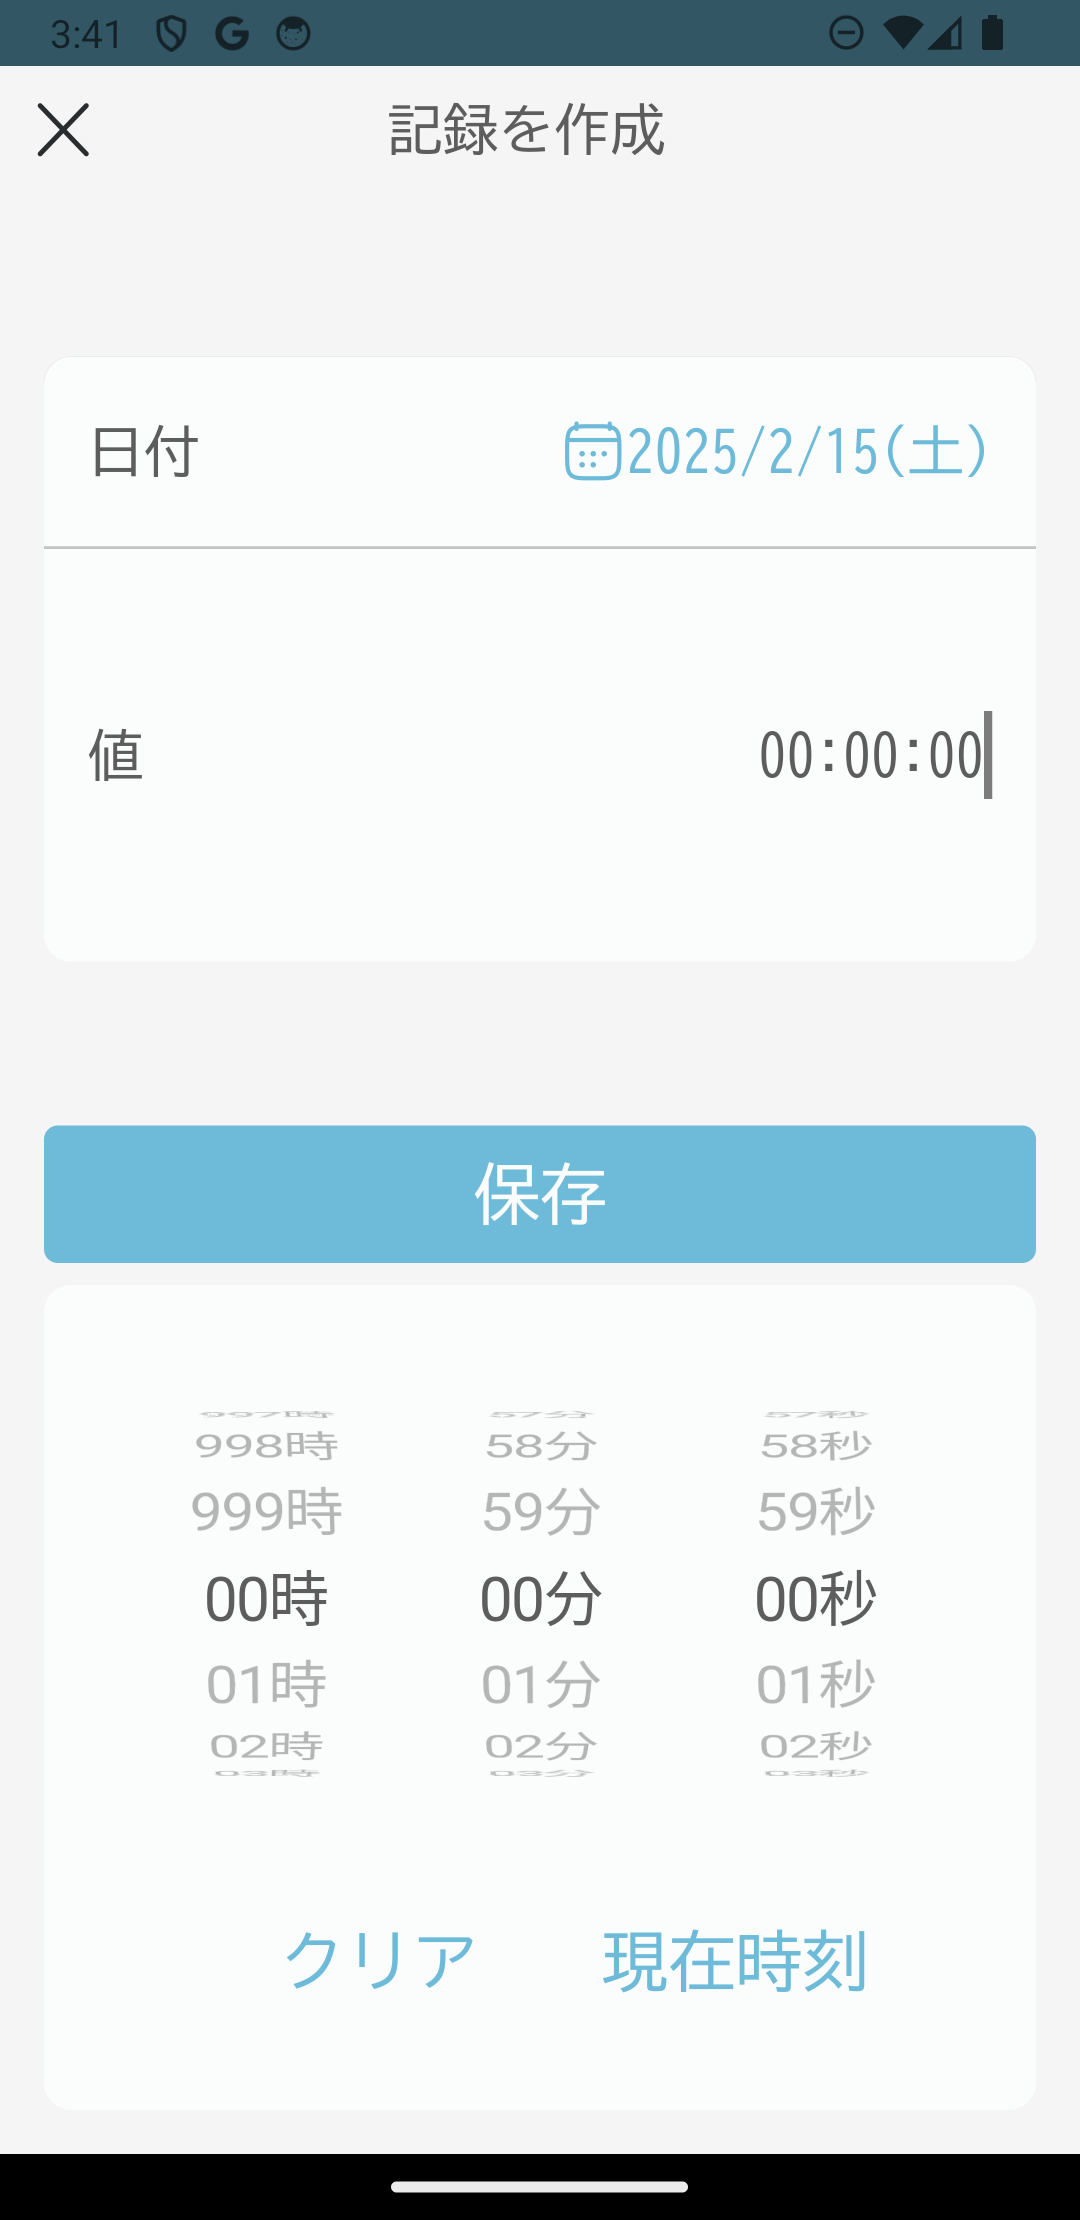 3:41
記録を作成
日付 2025/2/15(土)
値 00:00:00
保存
997時 57分 57秒
998時 58分 58秒
999時 59分 59秒
00時 00分 00秒
01時 01分 01秒
02時 02分 02秒
03時 03分 03秒
クリア 現在時刻